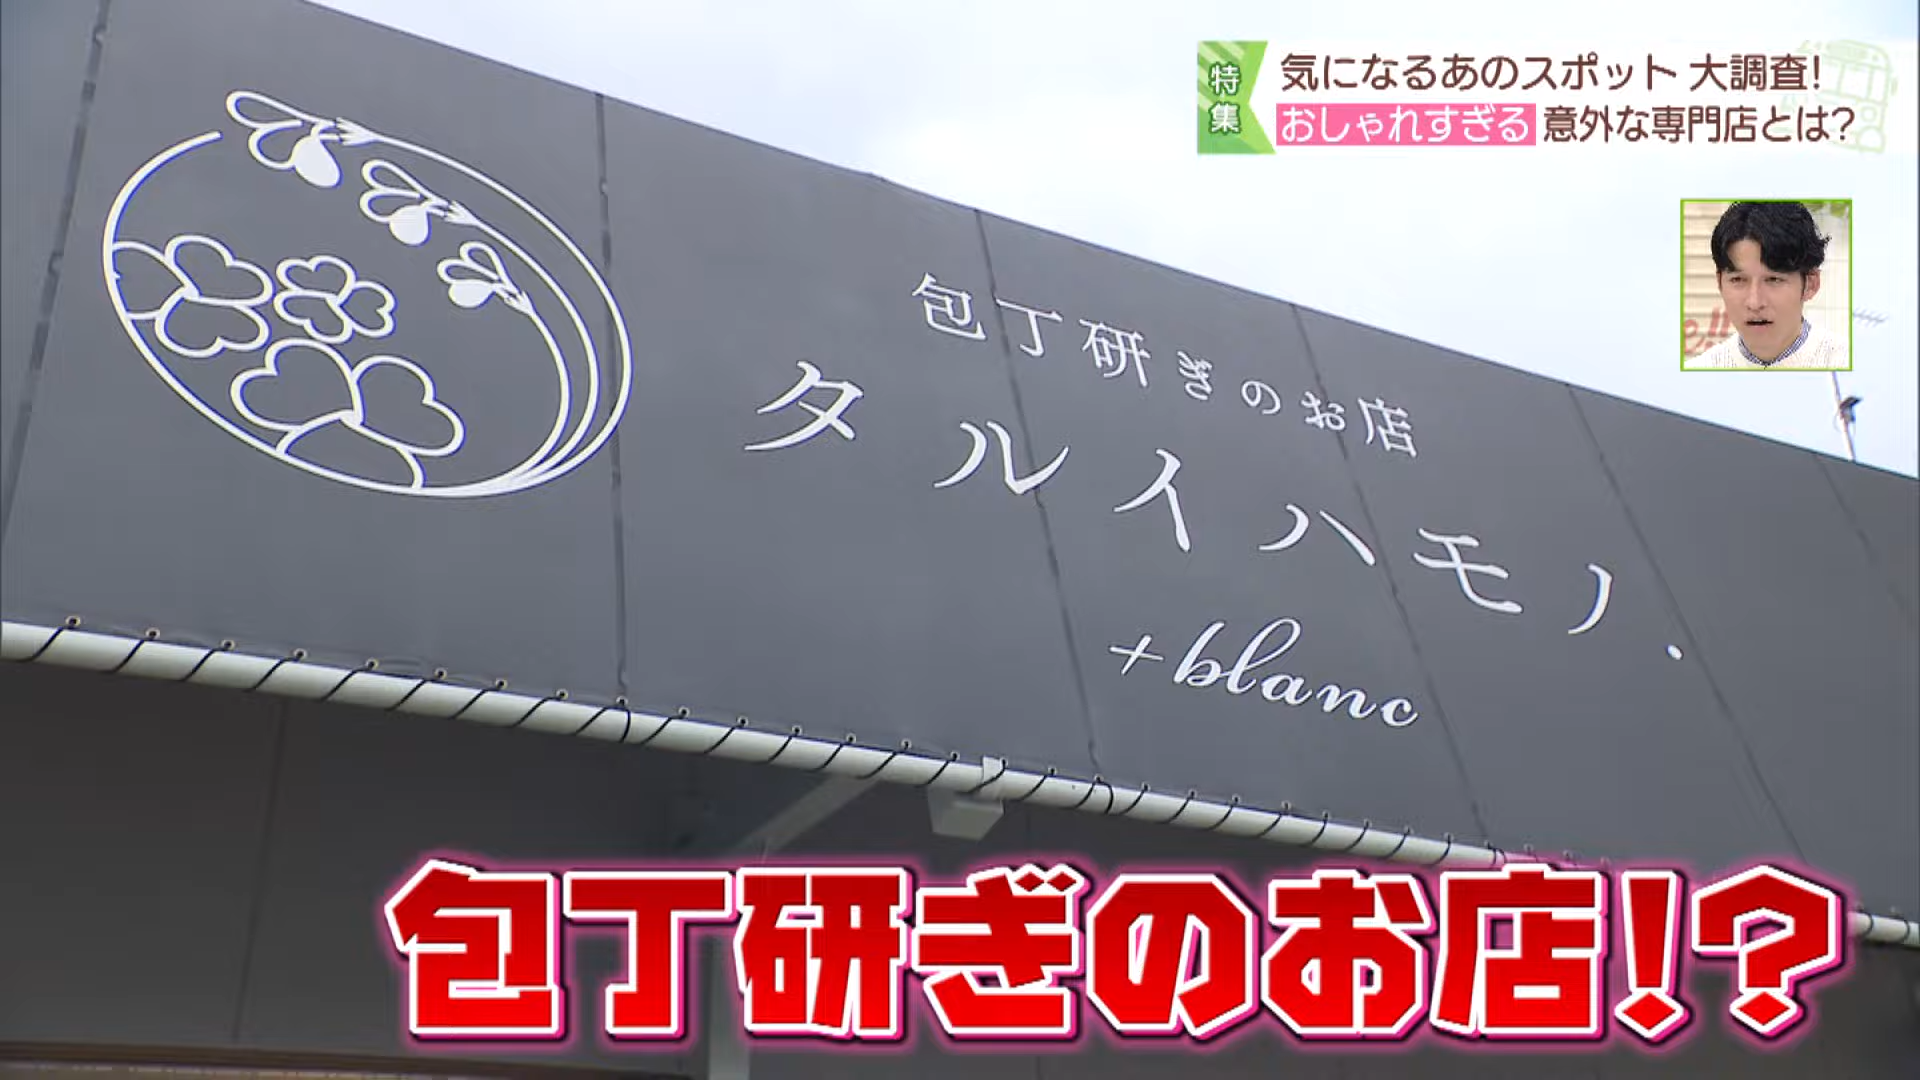 特集
気になるあのスポット 大調査!
おしゃれすぎる 意外な専門店とは?
包丁研ぎのお店
タルイハモノ.
+blanc
包丁研ぎのお店!?